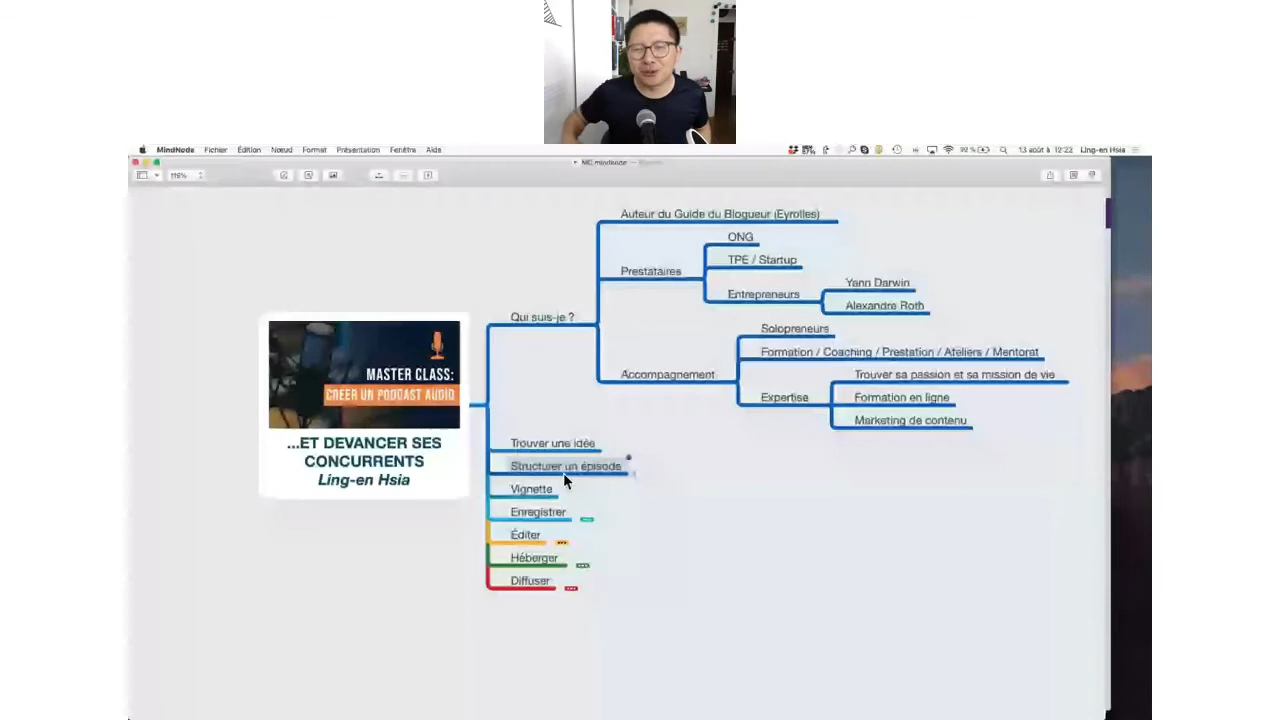 MindNode Fichier Édition Nœud Format Présentation Fenêtre Aide
13 août à 12:22 Ling-en Hsia
MC.mindnode
116%
Auteur du Guide du Blogueur (Eyrolles)
ONG
TPE / Startup
Prestataires
Yann Darwin
Entrepreneurs
Alexandre Roth
Qui suis-je ?
Solopreneurs
Formation / Coaching / Prestation / Ateliers / Mentorat
Accompagnement
Trouver sa passion et sa mission de vie
Expertise
Formation en ligne
Marketing de contenu
MASTER CLASS:
CRÉER UN PODCAST AUDIO
...ET DEVANCER SES
CONCURRENTS
Ling-en Hsia
Trouver une idée
Structurer un épisode
Vignette
Enregistrer
Éditer
Héberger
Diffuser